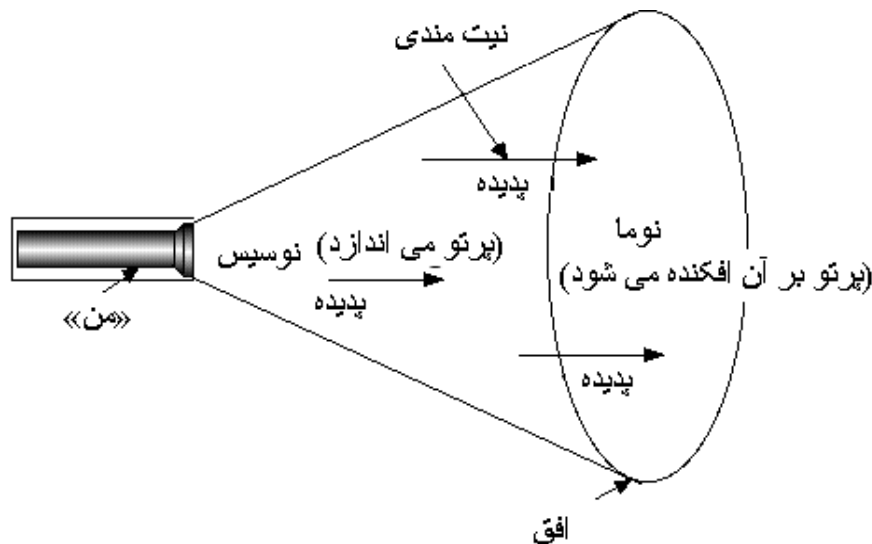 نیت مندی
پدیده
نوما
(پرتو بر آن افکنده می شود)
نوسیس (پرتو می اندازد)
پدیده
«من»
پدیده
افق